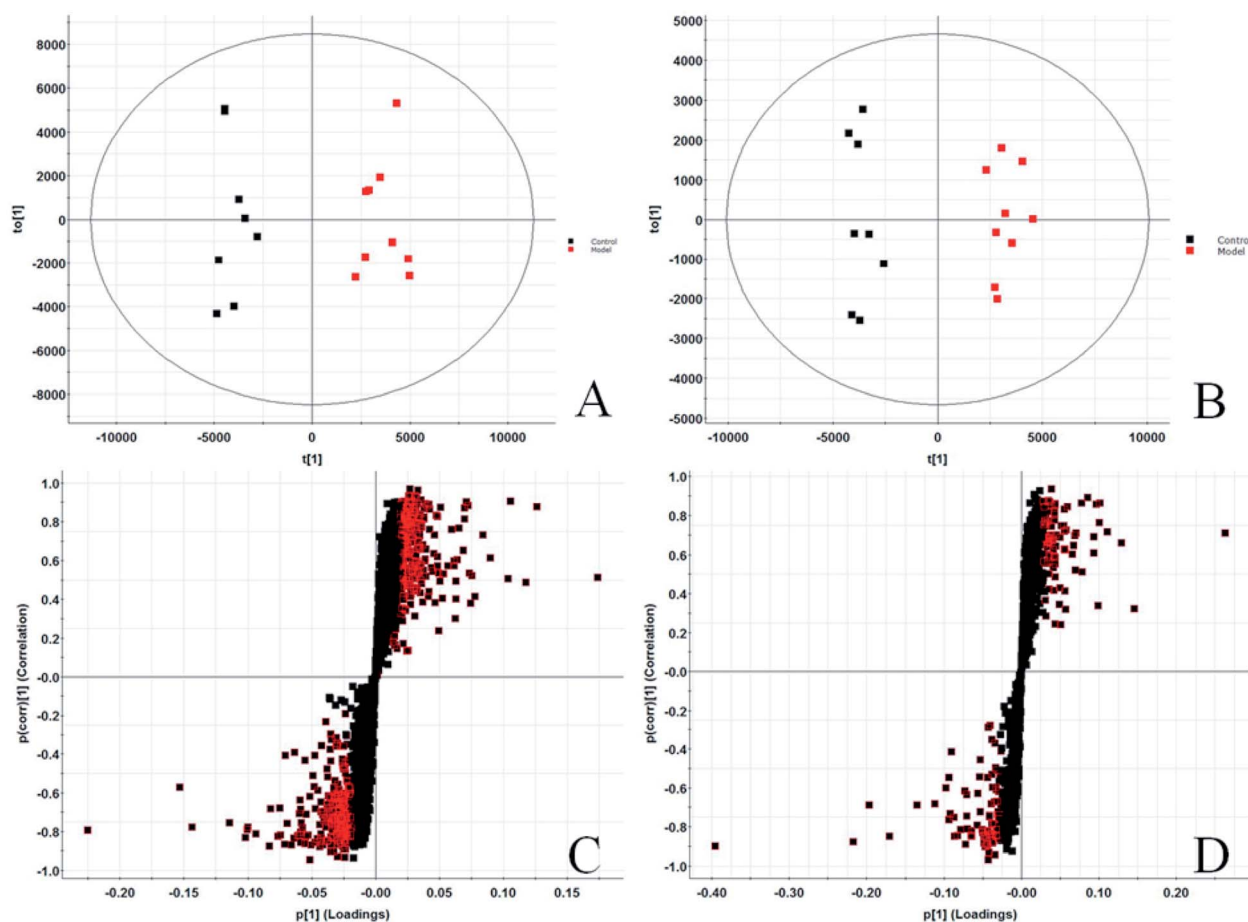 8000
6000
4000
2000
0
-2000
-4000
-6000
-8000
to[1]
-10000 -5000 0 5000 10000
t[1]
Control
Model
A
5000
4000
3000
2000
1000
0
-1000
-2000
-3000
-4000
-5000
to[1]
-10000 -5000 0 5000 10000
t[1]
Control
Model
B
1.0
0.8
0.6
0.4
0.2
-0.0
-0.2
-0.4
-0.6
-0.8
-1.0
p(corr)[1] (Correlation)
-0.20 -0.15 -0.10 -0.05 -0.00 0.05 0.10 0.15
p[1] (Loadings)
C
1.0
0.8
0.6
0.4
0.2
-0.0
-0.2
-0.4
-0.6
-0.8
-1.0
p(corr)[1] (Correlation)
-0.40 -0.30 -0.20 -0.10 -0.00 0.10 0.20
p[1] (Loadings)
D